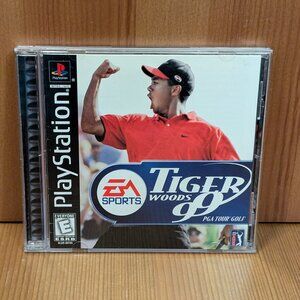 PlayStation
EA
SPORTS
TIGER
WOODS
99
PGA TOUR GOLF
EVERYONE
E
ESRB